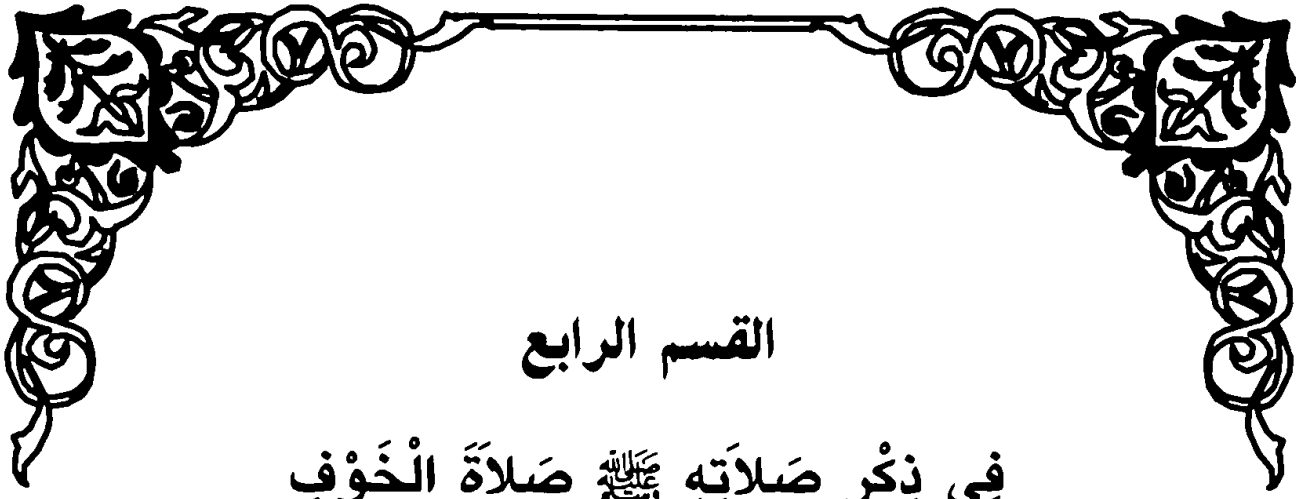 القسم الرابع
فِي ذِكْرِ صَلاَتِهِ ﷺ صَلاَةَ الْخَوْفِ